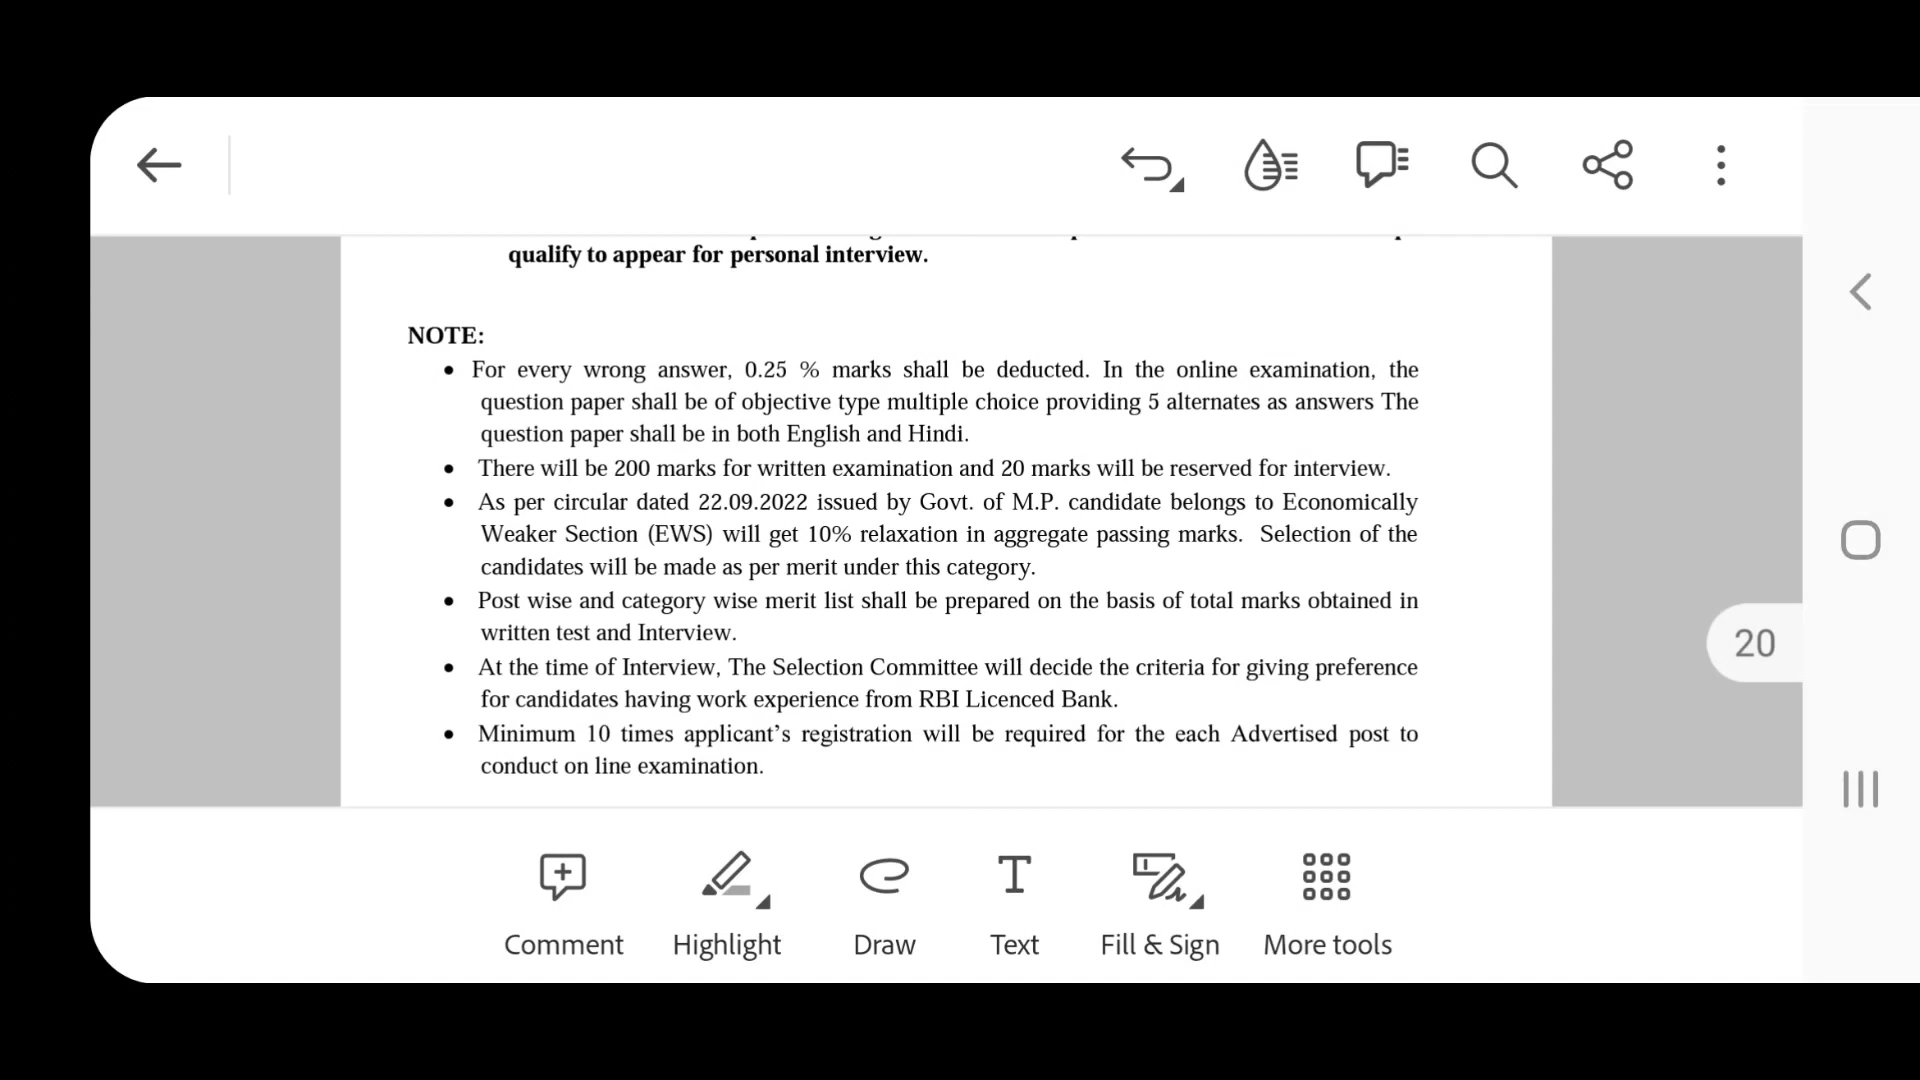 qualify to appear for personal interview.
NOTE:
• For every wrong answer, 0.25 % marks shall be deducted. In the online examination, the
question paper shall be of objective type multiple choice providing 5 alternates as answers The
question paper shall be in both English and Hindi.
• There will be 200 marks for written examination and 20 marks will be reserved for interview.
• As per circular dated 22.09.2022 issued by Govt. of M.P. candidate belongs to Economically
Weaker Section (EWS) will get 10% relaxation in aggregate passing marks.  Selection of the
candidates will be made as per merit under this category.
• Post wise and category wise merit list shall be prepared on the basis of total marks obtained in
written test and Interview.
• At the time of Interview, The Selection Committee will decide the criteria for giving preference
for candidates having work experience from RBI Licenced Bank.
• Minimum 10 times applicant’s registration will be required for the each Advertised post to
conduct on line examination.
20
Comment Highlight Draw Text Fill & Sign More tools